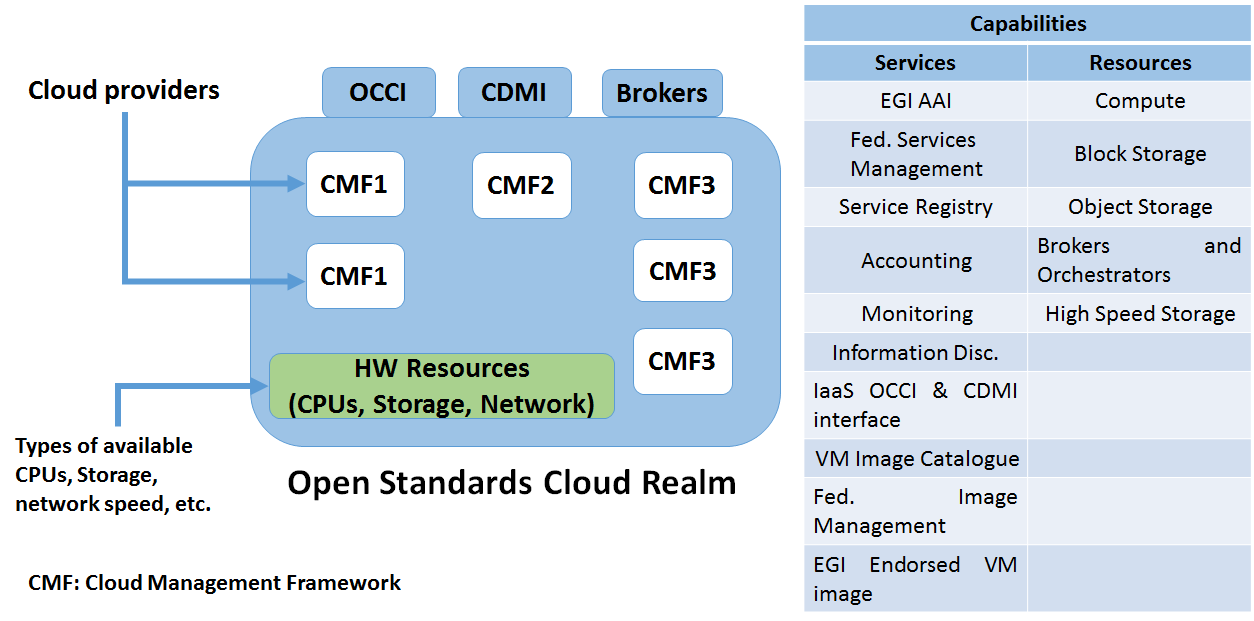 Cloud providers
OCCI
CDMI
Brokers
CMF1
CMF2
CMF3
CMF1
CMF3
CMF3
HW Resources
(CPUs, Storage, Network)
Types of available
CPUs, Storage,
network speed, etc.
Open Standards Cloud Realm
CMF: Cloud Management Framework
Capabilities
Services
Resources
EGI AAI
Compute
Fed. Services
Management
Block Storage
Service Registry
Object Storage
Accounting
Brokers and
Orchestrators
Monitoring
High Speed Storage
Information Disc.
IaaS OCCI & CDMI
interface
VM Image Catalogue
Fed. Image
Management
EGI Endorsed VM
image